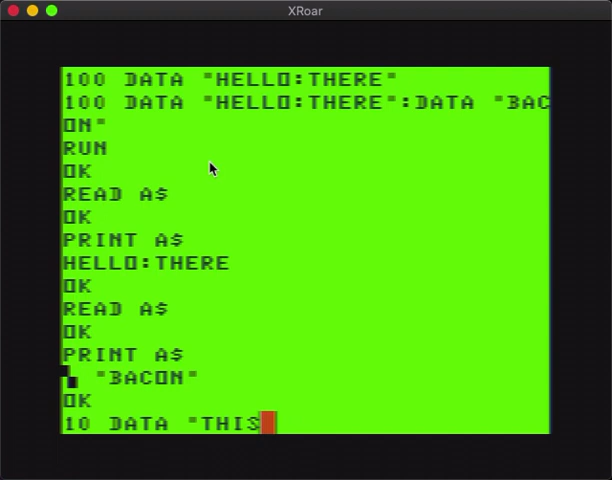 XRoar
100 DATA "HELLO:THERE"
100 DATA "HELLO:THERE":DATA "BAC
ON"
RUN
OK
READ A$
OK
PRINT A$
HELLO:THERE
OK
READ A$
OK
PRINT A$
"BACON"
OK
10 DATA "THIS